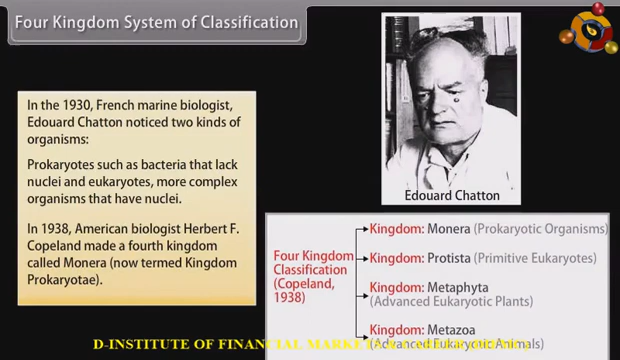 Four Kingdom System of Classification
In the 1930, French marine biologist,
Edouard Chatton noticed two kinds of
organisms:
Prokaryotes such as bacteria that lack
nuclei and eukaryotes, more complex
organisms that have nuclei.
In 1938, American biologist Herbert F.
Copeland made a fourth kingdom
called Monera (now termed Kingdom
Prokaryotae).
Edouard Chatton
Four Kingdom
Classification
(Copeland,
1938)
Kingdom: Monera (Prokaryotic Organisms)
Kingdom: Protista (Primitive Eukaryotes)
Kingdom: Metaphyta
(Advanced Eukaryotic Plants)
Kingdom: Metazoa
(Advanced Eukaryotic Animals)
D-INSTITUTE OF FINANCIAL